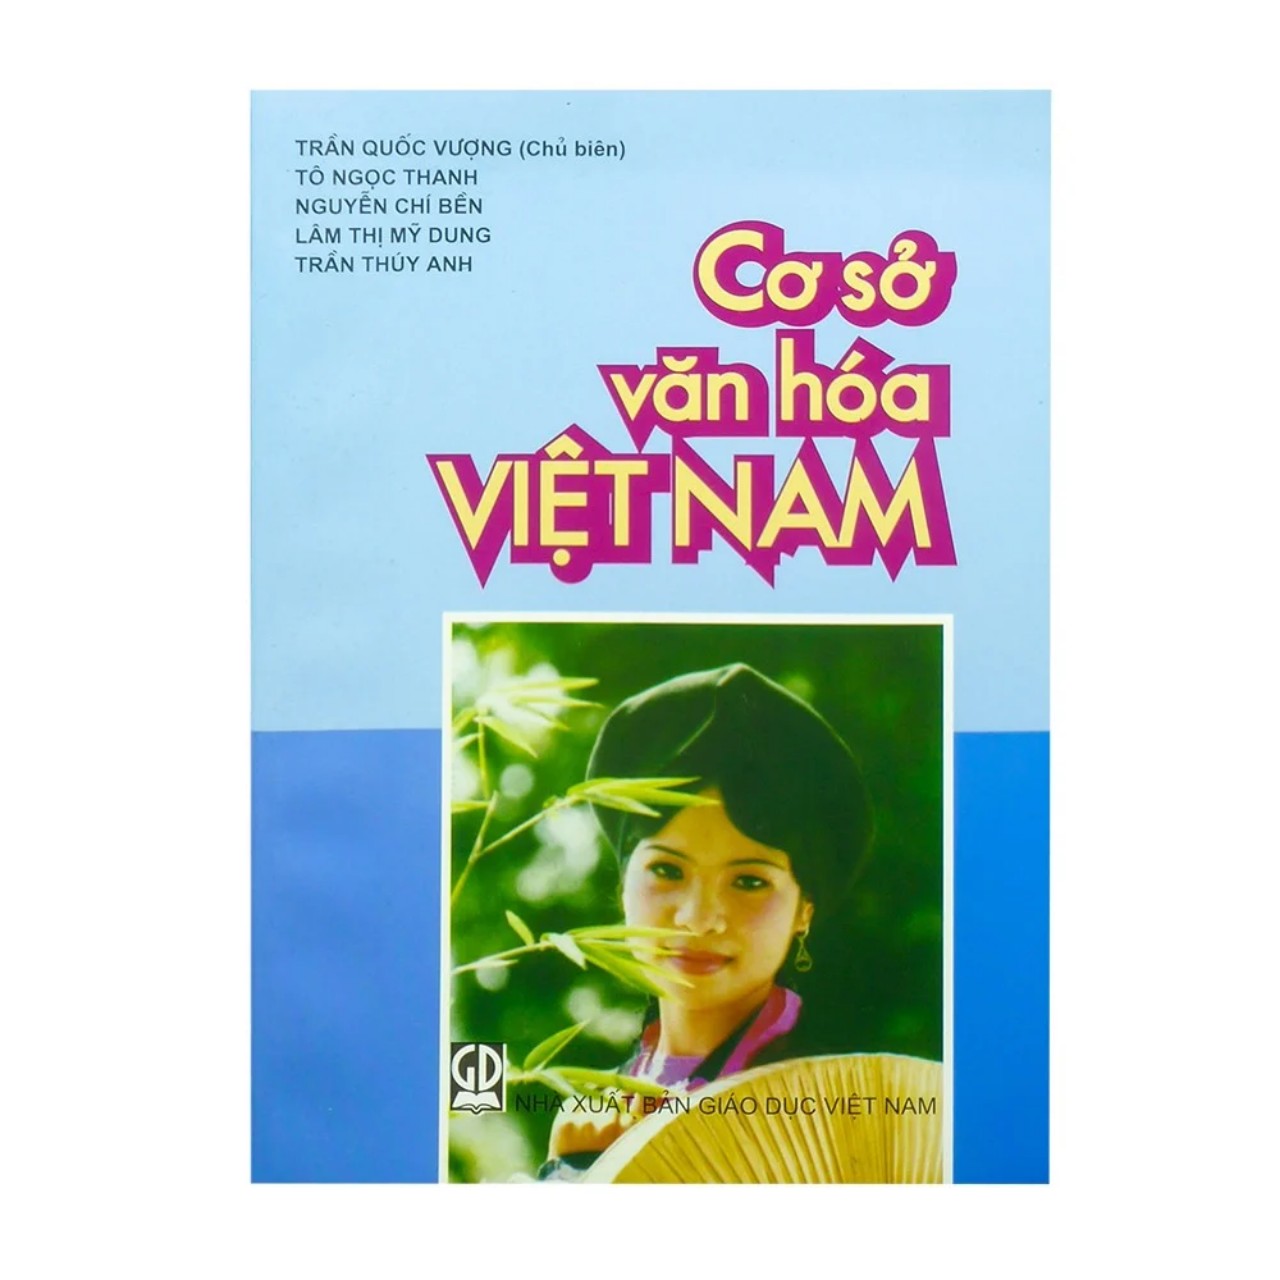 TRẦN QUỐC VƯỢNG (Chủ biên)
TÔ NGỌC THANH
NGUYỄN CHÍ BỀN
LÂM THỊ MỸ DUNG
TRẦN THÚY ANH
Cơ sở
văn hóa
VIỆT NAM
GD
NHA XUẤT BẢN GIÁO DỤC VIỆT NAM